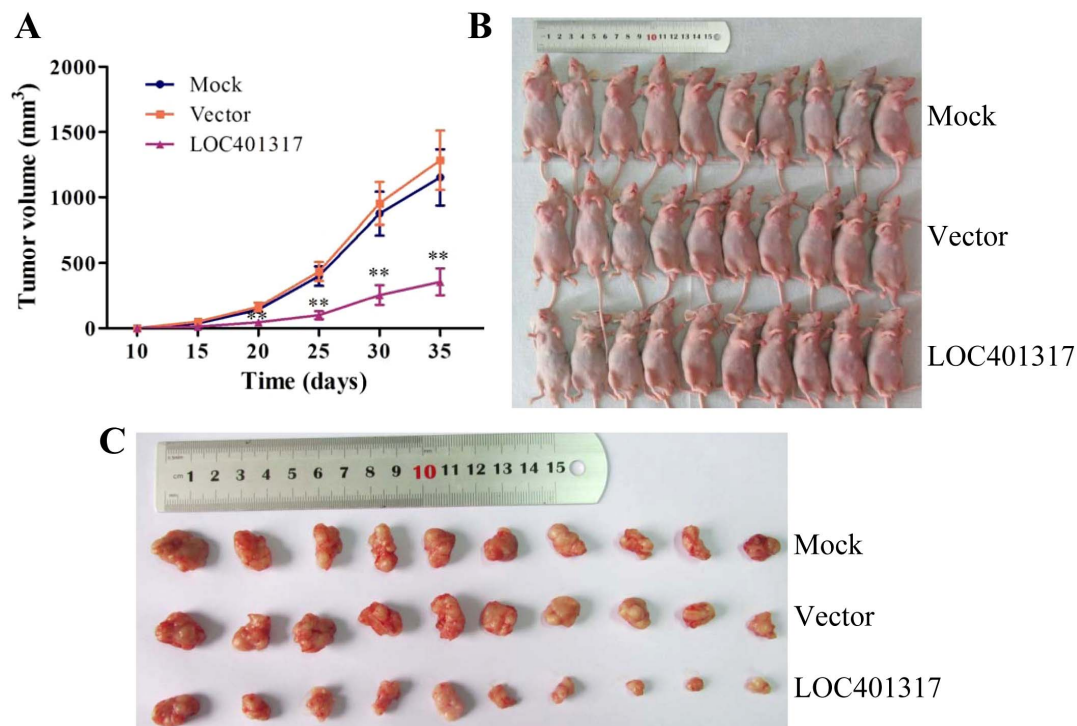 A
B
2000
1500
1000
500
0
Tumor volume (mm³)
Mock
Vector
LOC401317
**
**
**
**
10 15 20 25 30 35
Time (days)
1 2 3 4 5 6 7 8 9 10 11 12 13 14 15
Mock
Vector
LOC401317
C
cm 1 2 3 4 5 6 7 8 9 10 11 12 13 14 15
Mock
Vector
LOC401317